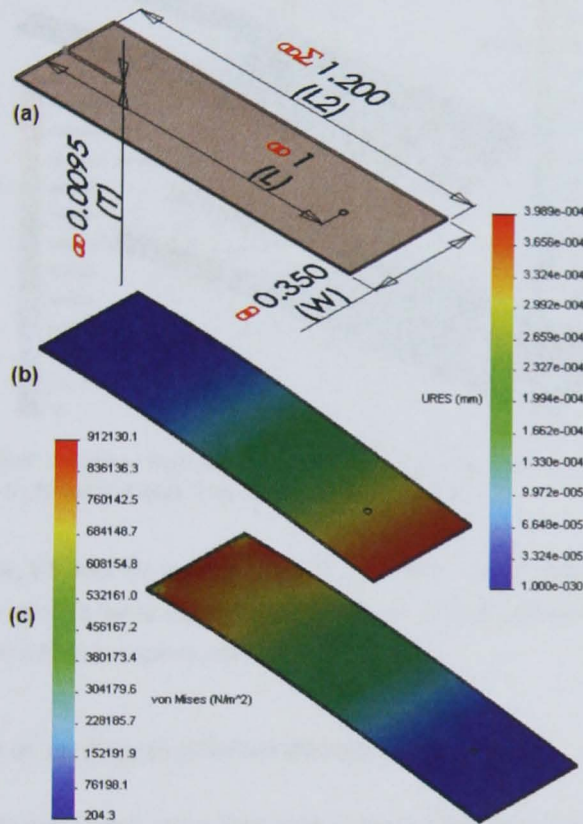 ∞Σ 1.200
(L2)
(a)
∞ 1
(L)
∞ 0.0095
(T)
∞ 0.350
(W)
3.989e-004
3.656e-004
3.324e-004
2.992e-004
2.659e-004
2.327e-004
1.994e-004
1.662e-004
1.330e-004
9.972e-005
6.648e-005
3.324e-005
1.000e-030
URES (mm)
(b)
912130.1
836136.3
760142.5
684148.7
608154.8
532161.0
456167.2
380173.4
304179.6
228185.7
152191.9
76198.1
204.3
von Mises (N/m^2)
(c)